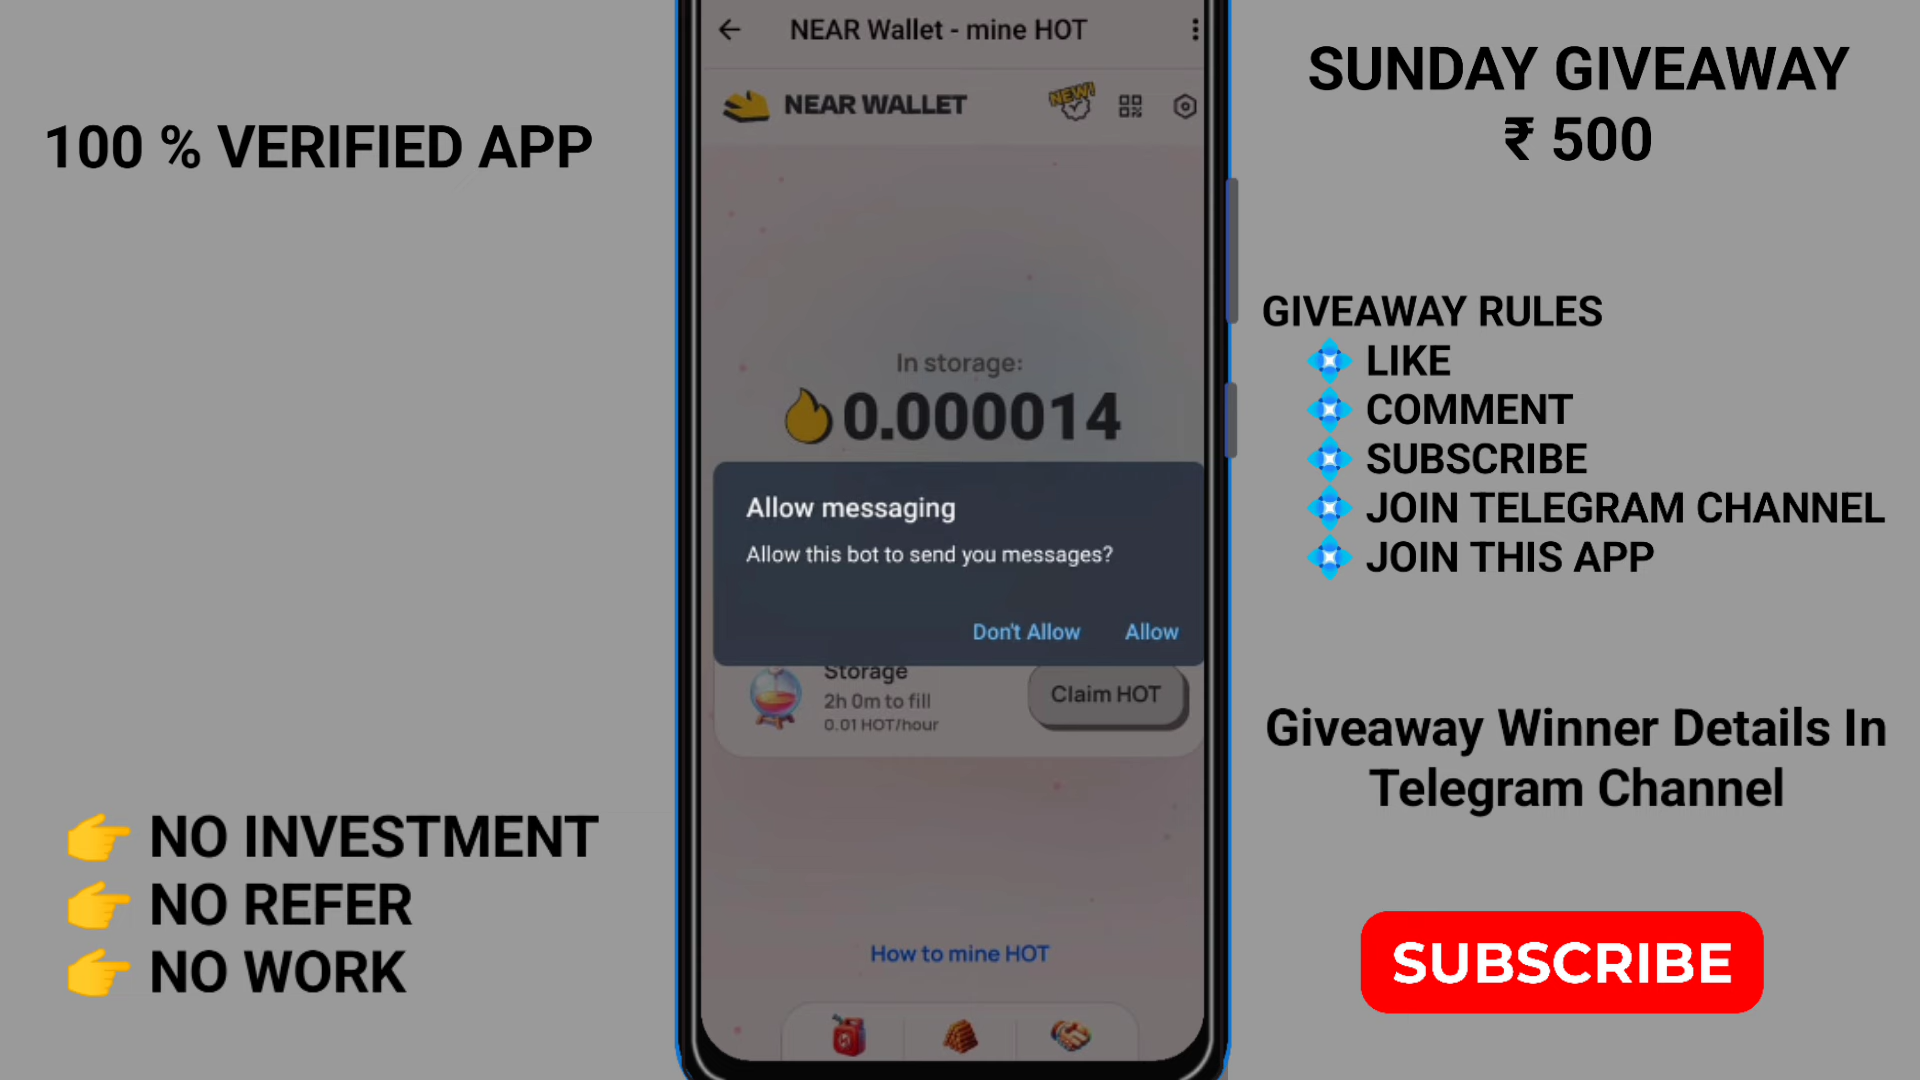 100 % VERIFIED APP
👉 NO INVESTMENT
👉 NO REFER
👉 NO WORK
NEAR Wallet - mine HOT
NEAR WALLET
NEW!
In storage:
0.000014
Allow messaging
Allow this bot to send you messages?
Don't Allow Allow
Storage
2h 0m to fill
0.01 HOT/hour
Claim HOT
How to mine HOT
SUNDAY GIVEAWAY
₹ 500
GIVEAWAY RULES
💠 LIKE
💠 COMMENT
💠 SUBSCRIBE
💠 JOIN TELEGRAM CHANNEL
💠 JOIN THIS APP
Giveaway Winner Details In
Telegram Channel
SUBSCRIBE